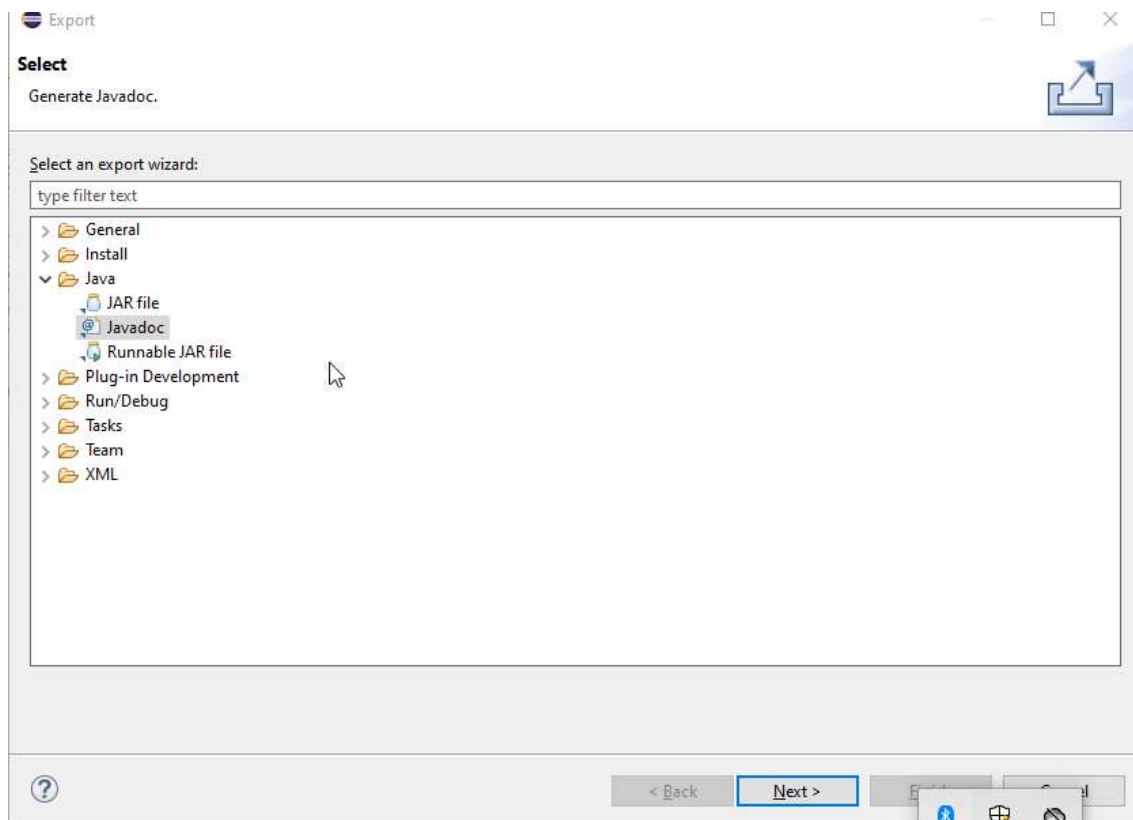 Export
Select
Generate Javadoc.
Select an export wizard:
type filter text
General
Install
Java
JAR file
Javadoc
Runnable JAR file
Plug-in Development
Run/Debug
Tasks
Team
XML
< Back
Next >